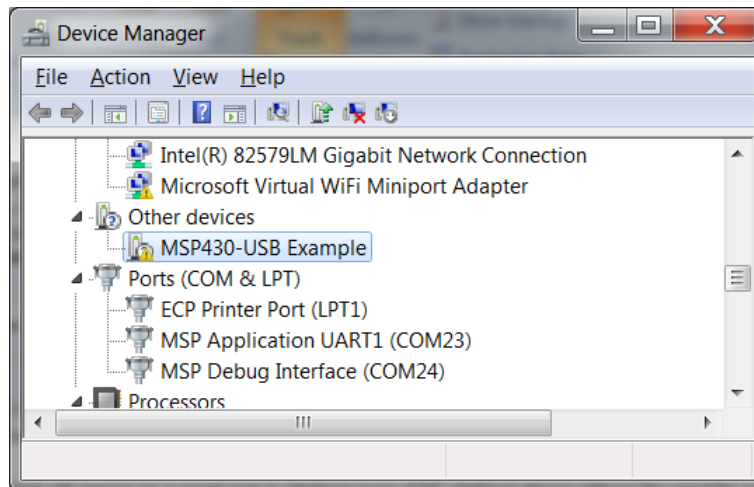 Device Manager
File Action View Help
Intel(R) 82579LM Gigabit Network Connection
Microsoft Virtual WiFi Miniport Adapter
Other devices
MSP430-USB Example
Ports (COM & LPT)
ECP Printer Port (LPT1)
MSP Application UART1 (COM23)
MSP Debug Interface (COM24)
Processors